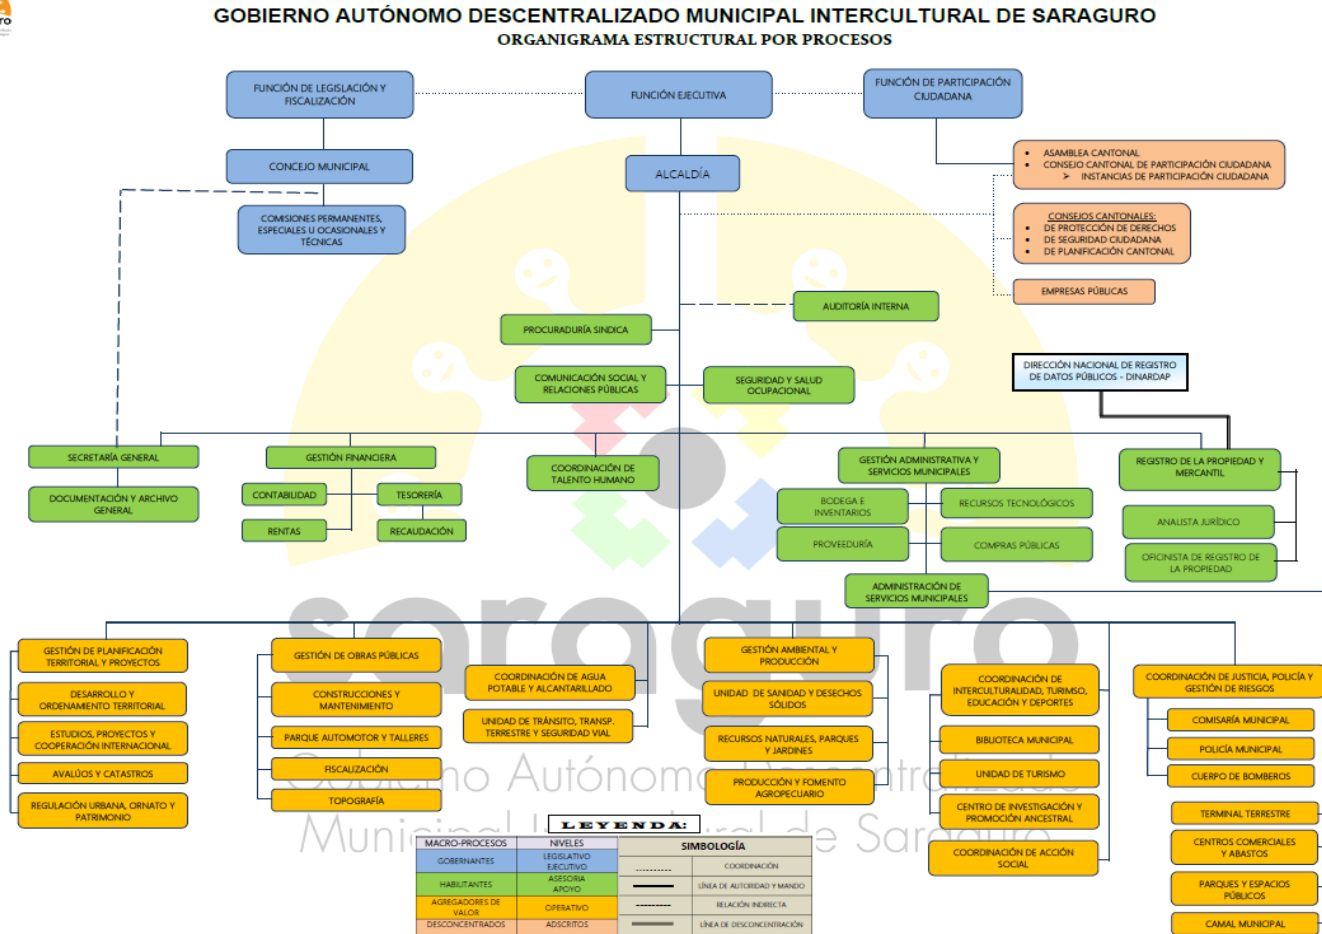 GOBIERNO AUTÓNOMO DESCENTRALIZADO MUNICIPAL INTERCULTURAL DE SARAGURO
ORGANIGRAMA ESTRUCTURAL POR PROCESOS
FUNCIÓN DE LEGISLACIÓN Y
FISCALIZACIÓN
FUNCIÓN EJECUTIVA
FUNCIÓN DE PARTICIPACIÓN
CIUDADANA
CONCEJO MUNICIPAL
ALCALDÍA
• ASAMBLEA CANTONAL
• CONSEJO CANTONAL DE PARTICIPACIÓN CIUDADANA
➢ INSTANCIAS DE PARTICIPACIÓN CIUDADANA
COMISIONES PERMANENTES,
ESPECIALES U OCASIONALES Y
TÉCNICAS
CONSEJOS CANTONALES:
• DE PROTECCIÓN DE DERECHOS
• DE SEGURIDAD CIUDADANA
• DE PLANIFICACIÓN CANTONAL
EMPRESAS PÚBLICAS
AUDITORÍA INTERNA
PROCURADURÍA SINDICA
COMUNICACIÓN SOCIAL Y
RELACIONES PÚBLICAS
SEGURIDAD Y SALUD
OCUPACIONAL
DIRECCIÓN NACIONAL DE REGISTRO
DE DATOS PÚBLICOS - DINARDAP
SECRETARÍA GENERAL
DOCUMENTACIÓN Y ARCHIVO
GENERAL
GESTIÓN FINANCIERA
CONTABILIDAD
TESORERÍA
RENTAS
RECAUDACIÓN
COORDINACIÓN DE
TALENTO HUMANO
GESTIÓN ADMINISTRATIVA Y
SERVICIOS MUNICIPALES
BODEGA E
INVENTARIOS
RECURSOS TECNOLÓGICOS
PROVEEDURÍA
COMPRAS PÚBLICAS
ADMINISTRACIÓN DE
SERVICIOS MUNICIPALES
REGISTRO DE LA PROPIEDAD Y
MERCANTIL
ANALISTA JURÍDICO
OFICINISTA DE REGISTRO DE
LA PROPIEDAD
saraguro
Gobierno Autónomo Descentralizado
Municipal Intercultural de Saraguro
GESTIÓN DE PLANIFICACIÓN
TERRITORIAL Y PROYECTOS
DESARROLLO Y
ORDENAMIENTO TERRITORIAL
ESTUDIOS, PROYECTOS Y
COOPERACIÓN INTERNACIONAL
AVALÚOS Y CATASTROS
REGULACIÓN URBANA, ORNATO Y
PATRIMONIO
GESTIÓN DE OBRAS PÚBLICAS
CONSTRUCCIONES Y
MANTENIMIENTO
PARQUE AUTOMOTOR Y TALLERES
FISCALIZACIÓN
TOPOGRAFÍA
COORDINACIÓN DE AGUA
POTABLE Y ALCANTARILLADO
UNIDAD DE TRÁNSITO, TRANSP.
TERRESTRE Y SEGURIDAD VIAL
GESTIÓN AMBIENTAL Y
PRODUCCIÓN
UNIDAD DE SANIDAD Y DESECHOS
SÓLIDOS
RECURSOS NATURALES, PARQUES
Y JARDINES
PRODUCCIÓN Y FOMENTO
AGROPECUARIO
COORDINACIÓN DE
INTERCULTURALIDAD, TURIMSO,
EDUCACIÓN Y DEPORTES
BIBLIOTECA MUNICIPAL
UNIDAD DE TURISMO
CENTRO DE INVESTIGACIÓN Y
PROMOCIÓN ANCESTRAL
COORDINACIÓN DE ACCIÓN
SOCIAL
COORDINACIÓN DE JUSTICIA, POLICÍA Y
GESTIÓN DE RIESGOS
COMISARÍA MUNICIPAL
POLICÍA MUNICIPAL
CUERPO DE BOMBEROS
TERMINAL TERRESTRE
CENTROS COMERCIALES
Y ABASTOS
PARQUES Y ESPACIOS
PÚBLICOS
CAMAL MUNICIPAL
LEYENDA:
MACRO-PROCESOS NIVELES SIMBOLOGÍA
GOBERNANTES
LEGISLATIVO
EJECUTIVO
COORDINACIÓN
HABILITANTES
ASESORIA
APOYO
LÍNEA DE AUTORIDAD Y MANDO
AGREGADORES DE
VALOR
OPERATIVO
RELACIÓN INDIRECTA
DESCONCENTRADOS
ADSCRITOS
LÍNEA DE DESCONCENTRACIÓN